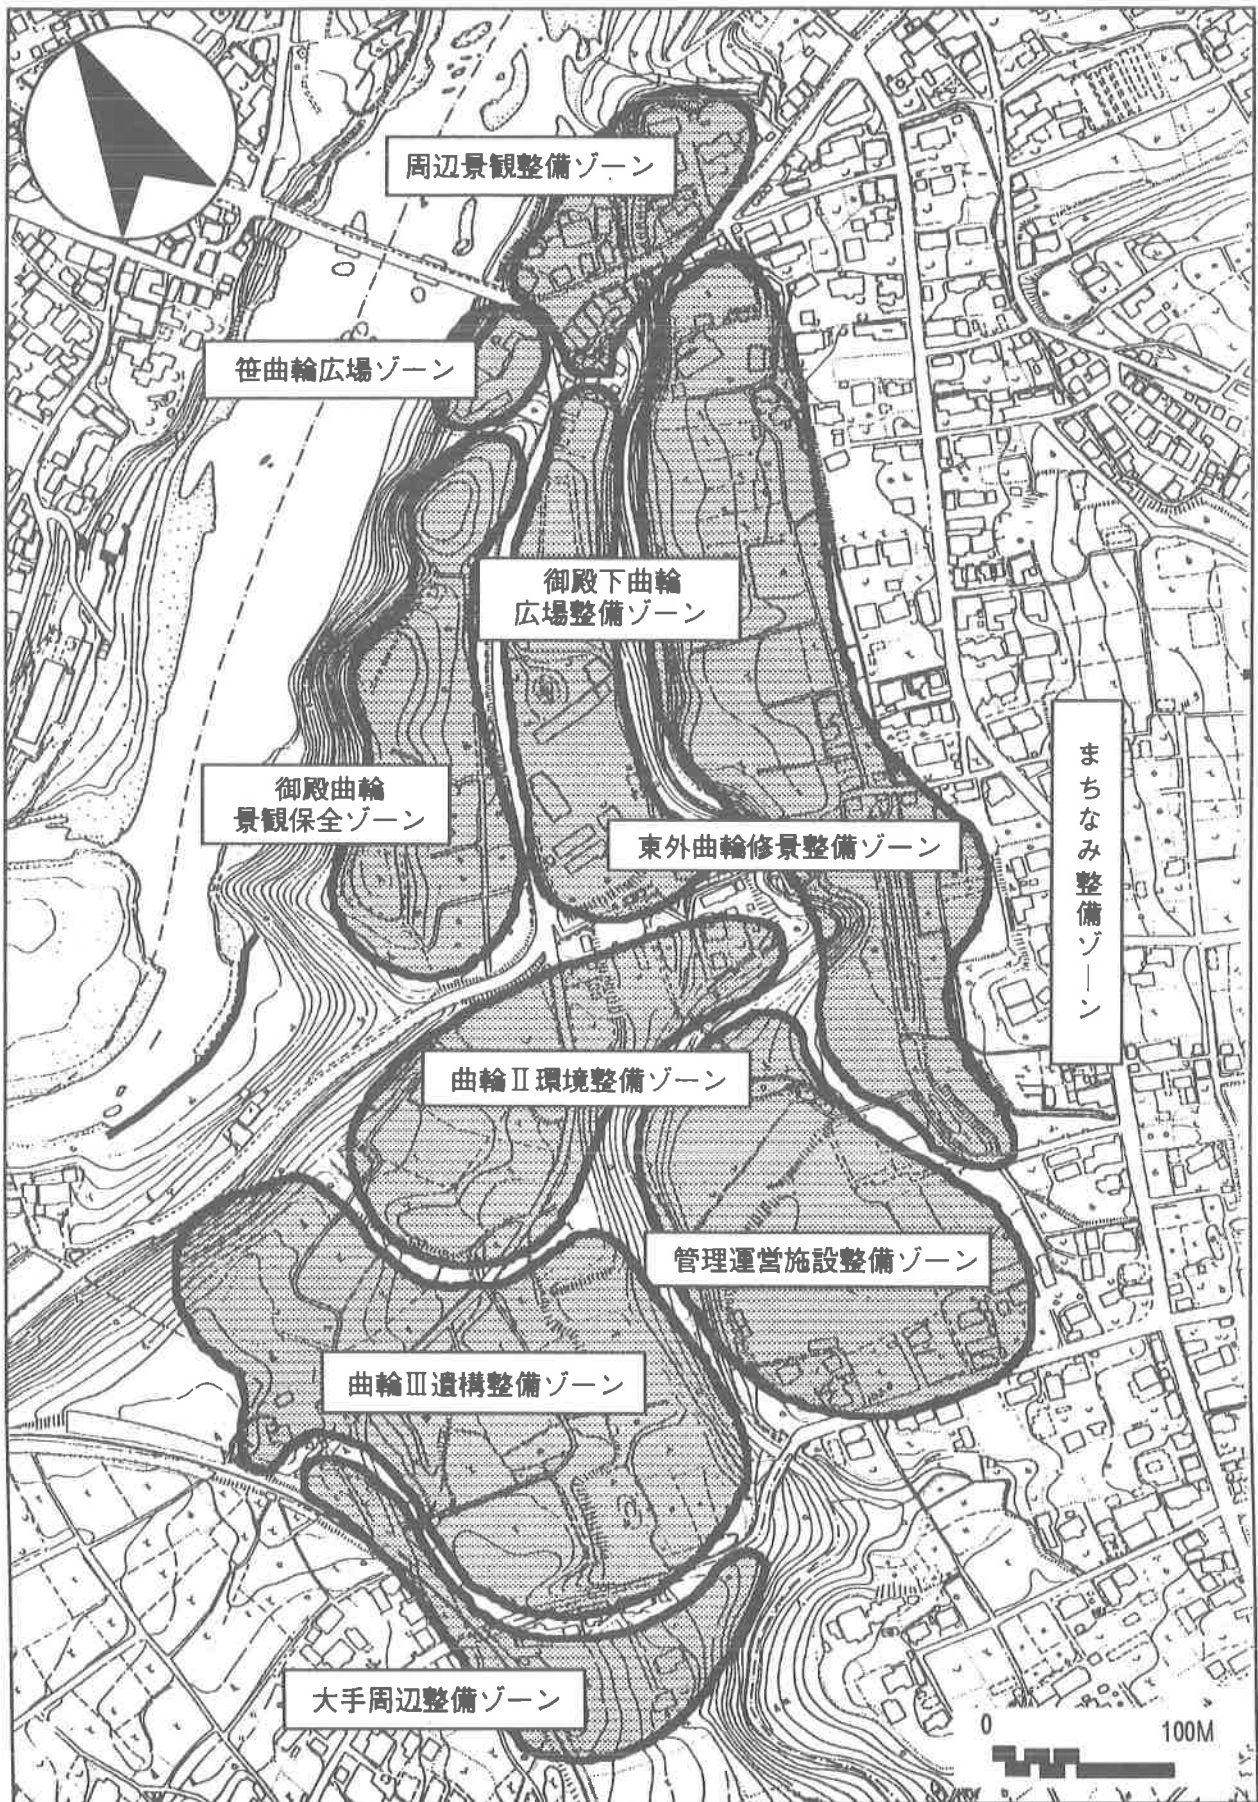 周辺景観整備ゾーン
笹曲輪広場ゾーン
御殿下曲輪
広場整備ゾーン
御殿曲輪
景観保全ゾーン
東外曲輪修景整備ゾーン
まちなみ整備ゾーン
曲輪Ⅱ環境整備ゾーン
管理運営施設整備ゾーン
曲輪Ⅲ遺構整備ゾーン
大手周辺整備ゾーン
0 100M